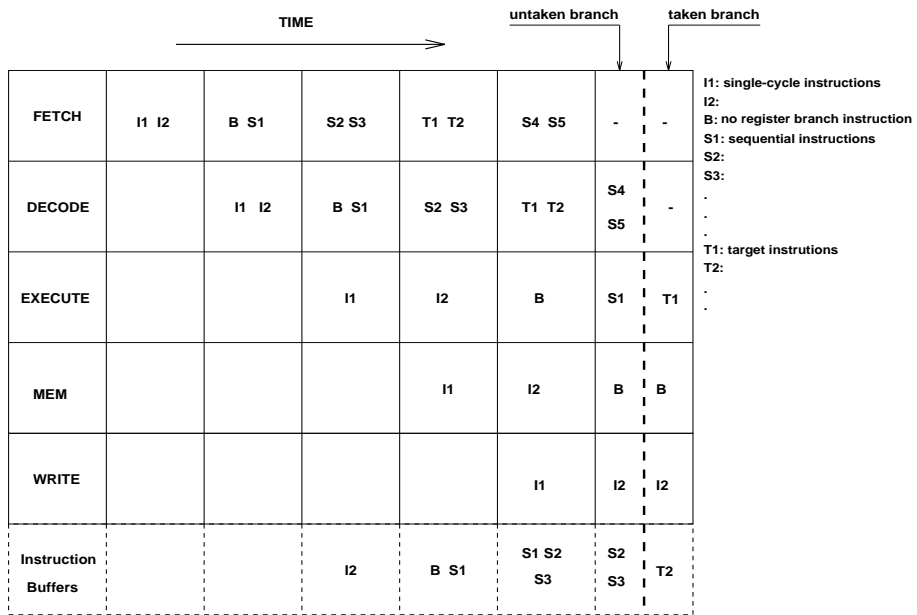 untaken branch taken branch
TIME
FETCH I1 I2 B S1 S2 S3 T1 T2 S4 S5 - -
DECODE I1 I2 B S1 S2 S3 T1 T2 S4 S5 -
EXECUTE I1 I2 B S1 T1
MEM I1 I2 B B
WRITE I1 I2 I2
Instruction Buffers I2 B S1 S1 S2 S3 S2 S3 T2
I1: single-cycle instructions
I2:
B: no register branch instruction
S1: sequential instructions
S2:
S3:
.
.
.
T1: target instrutions
T2:
.
.